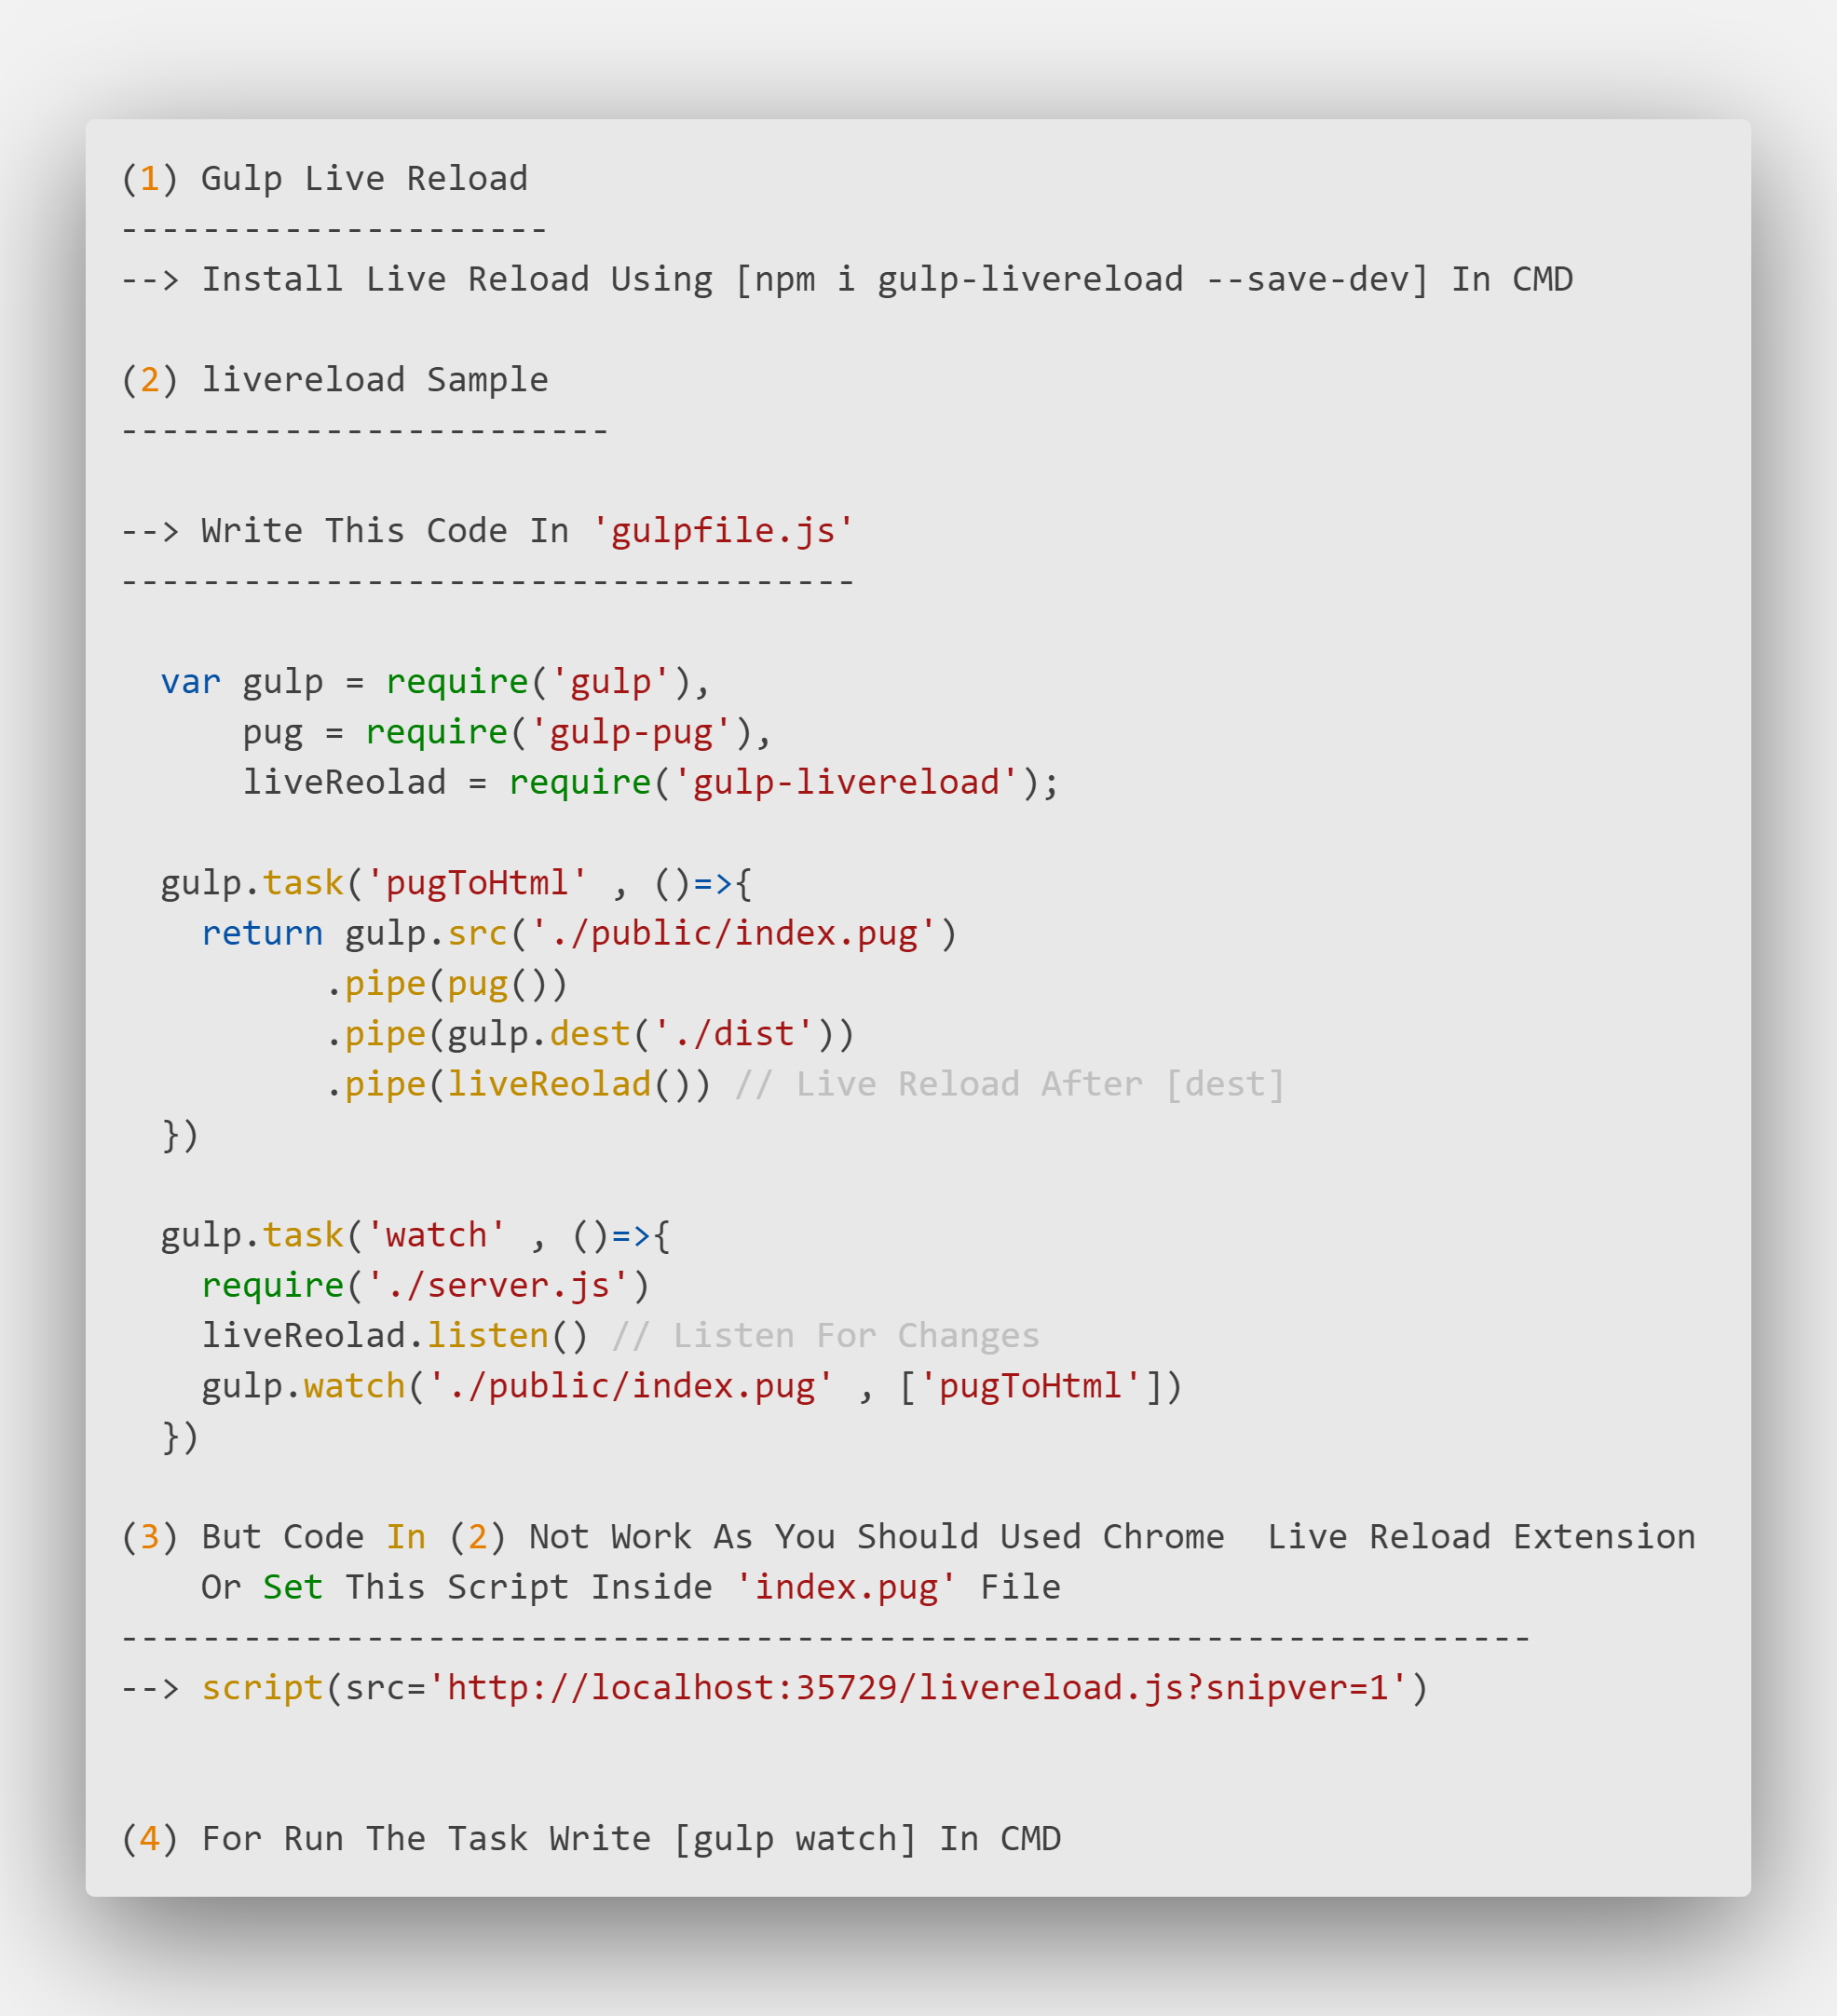 (1) Gulp Live Reload
---------------------
--> Install Live Reload Using [npm i gulp-livereload --save-dev] In CMD
(2) livereload Sample
------------------------
--> Write This Code In 'gulpfile.js'
------------------------------------
var gulp = require('gulp'),
pug = require('gulp-pug'),
liveReolad = require('gulp-livereload');
gulp.task('pugToHtml' , ()=>{
return gulp.src('./public/index.pug')
.pipe(pug())
.pipe(gulp.dest('./dist'))
.pipe(liveReolad()) // Live Reload After [dest]
})
gulp.task('watch' , ()=>{
require('./server.js')
liveReolad.listen() // Listen For Changes
gulp.watch('./public/index.pug' , ['pugToHtml'])
})
(3) But Code In (2) Not Work As You Should Used Chrome  Live Reload Extension
Or Set This Script Inside 'index.pug' File
---------------------------------------------------------------------
--> script(src='http://localhost:35729/livereload.js?snipver=1')
(4) For Run The Task Write [gulp watch] In CMD